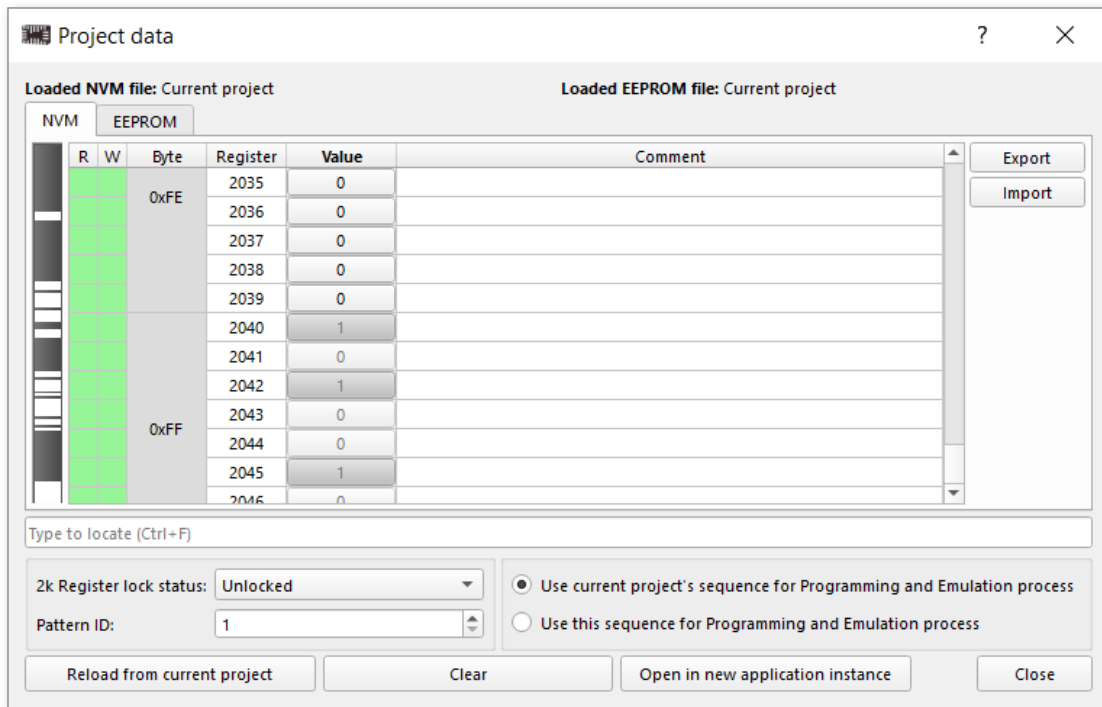 Project data
?
Loaded NVM file: Current project
Loaded EEPROM file: Current project
NVM
EEPROM
R W Byte Register Value Comment
0xFE
2035 0
2036 0
2037 0
2038 0
2039 0
0xFF
2040 1
2041 0
2042 1
2043 0
2044 0
2045 1
2046 0
Export
Import
Type to locate (Ctrl+F)
2k Register lock status: Unlocked
Pattern ID: 1
Use current project's sequence for Programming and Emulation process
Use this sequence for Programming and Emulation process
Reload from current project
Clear
Open in new application instance
Close